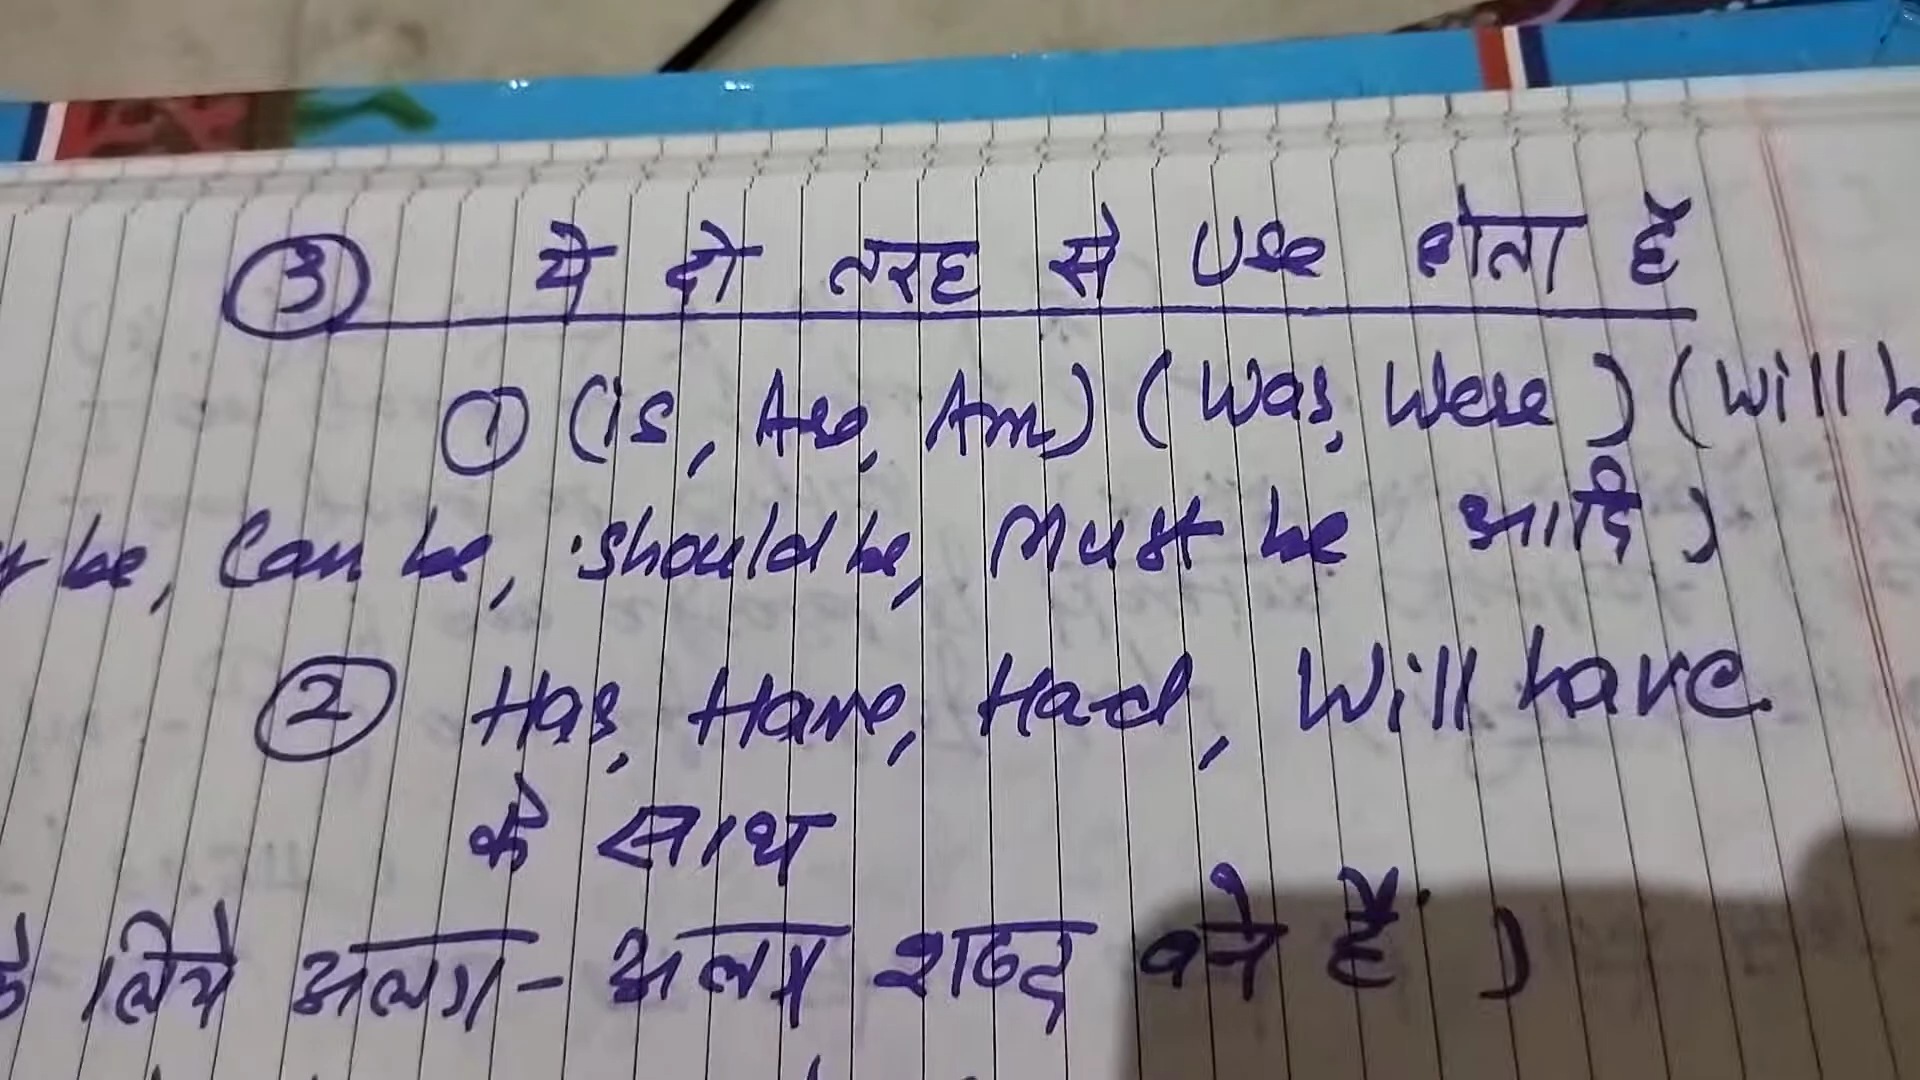 ③ ये दो तरह से Use होता है
① (is, Are, Am) (Was, Were) (Will
be, Can be, should be, Must be आदि)
② Has, Have, Had, Will have
के साथ
लिये अलग - अलग शब्द बने हैं)